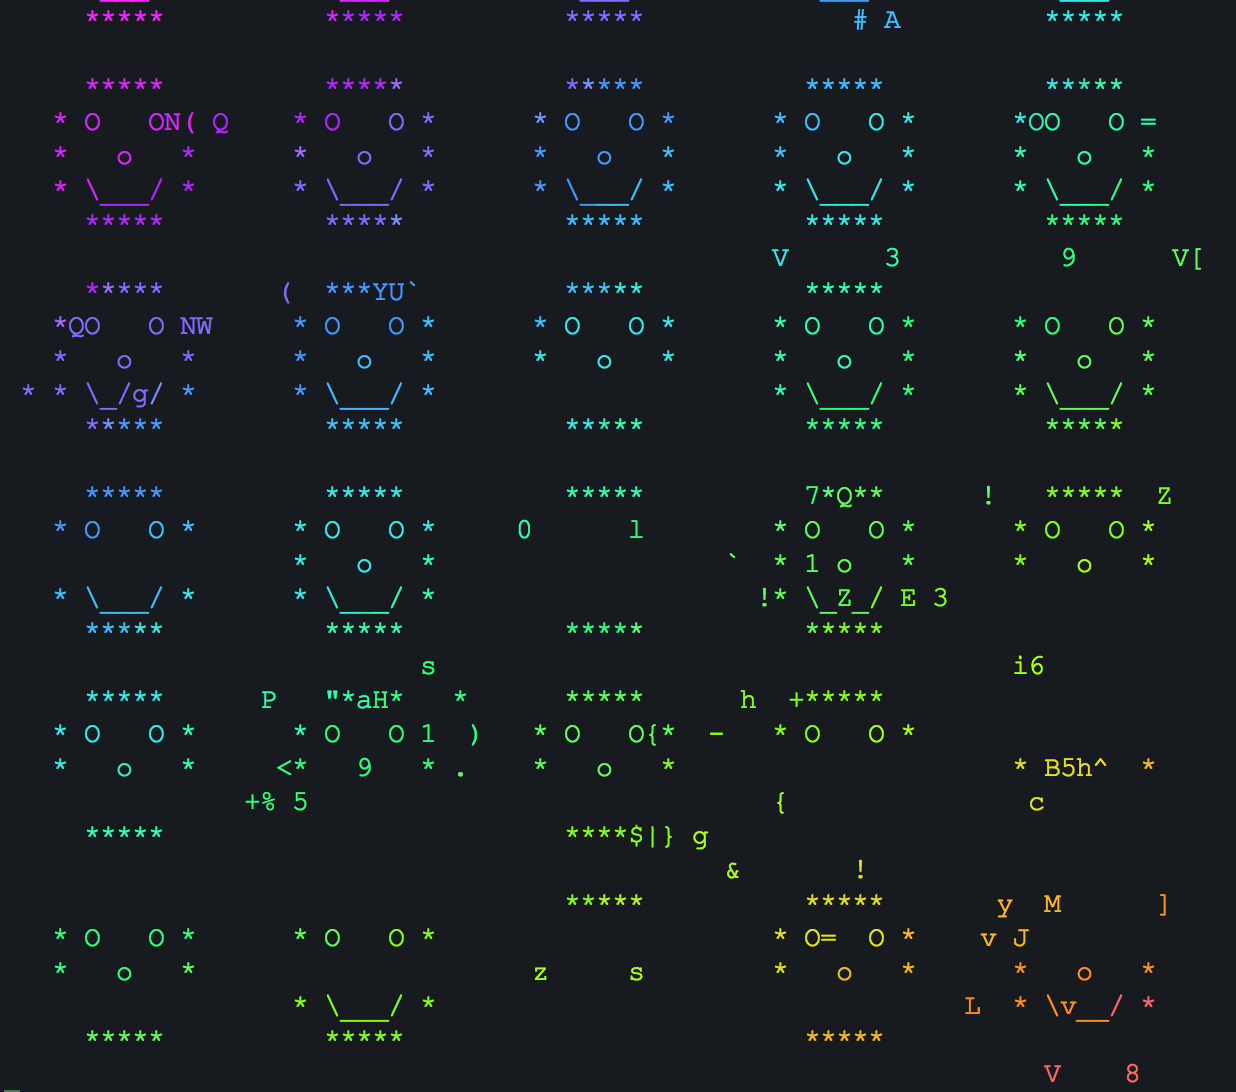 *****          *****          *****             # A         *****
     *****          *****          *****          *****          *****
   * O   ON( Q    * O   O *      * O   O *      * O   O *      *OO   O =
   *   o   *      *   o   *      *   o   *      *   o   *      *   o   *
   * \___/ *      * \___/ *      * \___/ *      * \___/ *      * \___/ *
     *****          *****          *****          *****          *****
                                                V      3          9      V[
     *****       (  ***YU`         *****          *****
   *QO   O NW     * O   O *      * O   O *      * O   O *      * O   O *
   *   o   *      *   o   *      *   o   *      *   o   *      *   o   *
 * * \_/g/ *      * \___/ *                     * \___/ *      * \___/ *
     *****          *****          *****          *****          *****
     *****          *****          *****          7*Q**      !   *****  Z
   * O   O *      * O   O *     0      l        * O   O *      * O   O *
                  *   o   *                  `  * 1 o   *      *   o   *
   * \___/ *      * \___/ *                    !* \_Z_/ E 3
     *****          *****          *****          *****
                          s                                    i6
     *****      P   "*aH*   *      *****      h  +*****
   * O   O *      * O   O 1  )   * O   O{*  -   * O   O *
   *   o   *     <*   9   * .    *   o   *                     * B5h^  *
               +% 5                             {               c
     *****                         ****$|} g
                                             &       !
                                   *****          *****       y  M      ]
   * O   O *      * O   O *                     * O=  O *    v J
   *   o   *                     z     s        *   o   *      *   o   *
                  * \___/ *                                 L  * \v__/ *
     *****          *****                         *****
                                                                 V    8